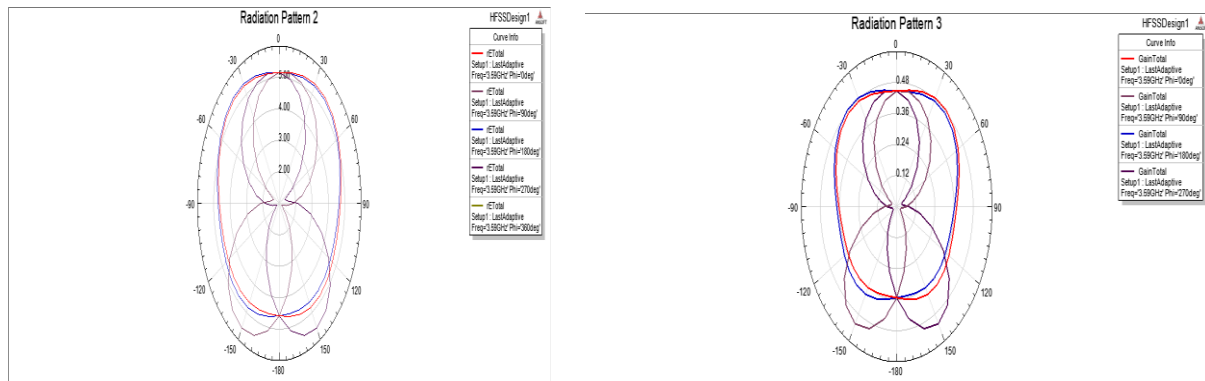 Radiation Pattern 2
HFSSDesign1
ANSOFT
Curve Info
rETotal
Setup1 : LastAdaptive
Freq='3.59GHz' Phi='0deg'
rETotal
Setup1 : LastAdaptive
Freq='3.59GHz' Phi='90deg'
rETotal
Setup1 : LastAdaptive
Freq='3.59GHz' Phi='180deg'
rETotal
Setup1 : LastAdaptive
Freq='3.59GHz' Phi='270deg'
rETotal
Setup1 : LastAdaptive
Freq='3.59GHz' Phi='360deg'
0
-30
30
5.00
-60
60
4.00
3.00
2.00
-90
90
-120
120
-150
150
-180
Radiation Pattern 3
HFSSDesign1
Curve Info
GainTotal
Setup1 : LastAdaptive
Freq='3.59GHz' Phi='0deg'
GainTotal
Setup1 : LastAdaptive
Freq='3.59GHz' Phi='90deg'
GainTotal
Setup1 : LastAdaptive
Freq='3.59GHz' Phi='180deg'
GainTotal
Setup1 : LastAdaptive
Freq='3.59GHz' Phi='270deg'
0
-30
30
0.48
-60
60
0.36
0.24
0.12
-90
90
-120
120
-150
150
-180